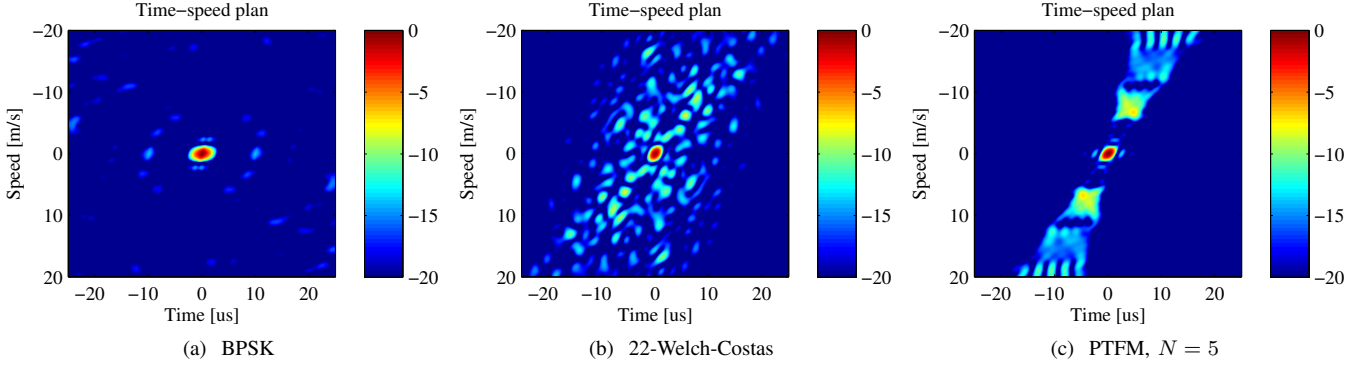 Time−speed plan
−20
−10
0
10
20
Speed [m/s]
−20 −10 0 10 20
Time [us]
0
−5
−10
−15
−20
(a) BPSK
Time−speed plan
−20
−10
0
10
20
Speed [m/s]
−20 −10 0 10 20
Time [us]
0
−5
−10
−15
−20
(b) 22-Welch-Costas
Time−speed plan
−20
−10
0
10
20
Speed [m/s]
−20 −10 0 10 20
Time [us]
0
−5
−10
−15
−20
(c) PTFM, N = 5